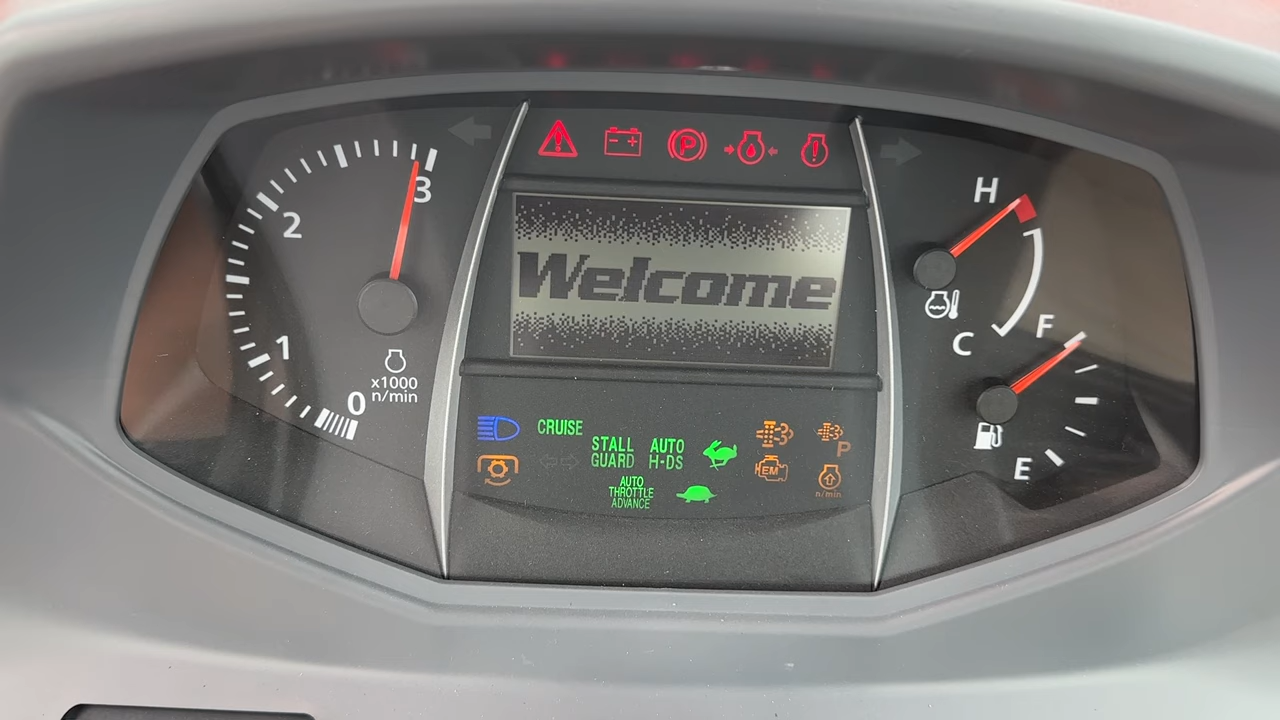 3
2
1
0
x1000
n/min
P
Welcome
H
C
F
E
CRUISE
STALL
GUARD
AUTO
H-DS
AUTO
THROTTLE
ADVANCE
P
EM
n/min